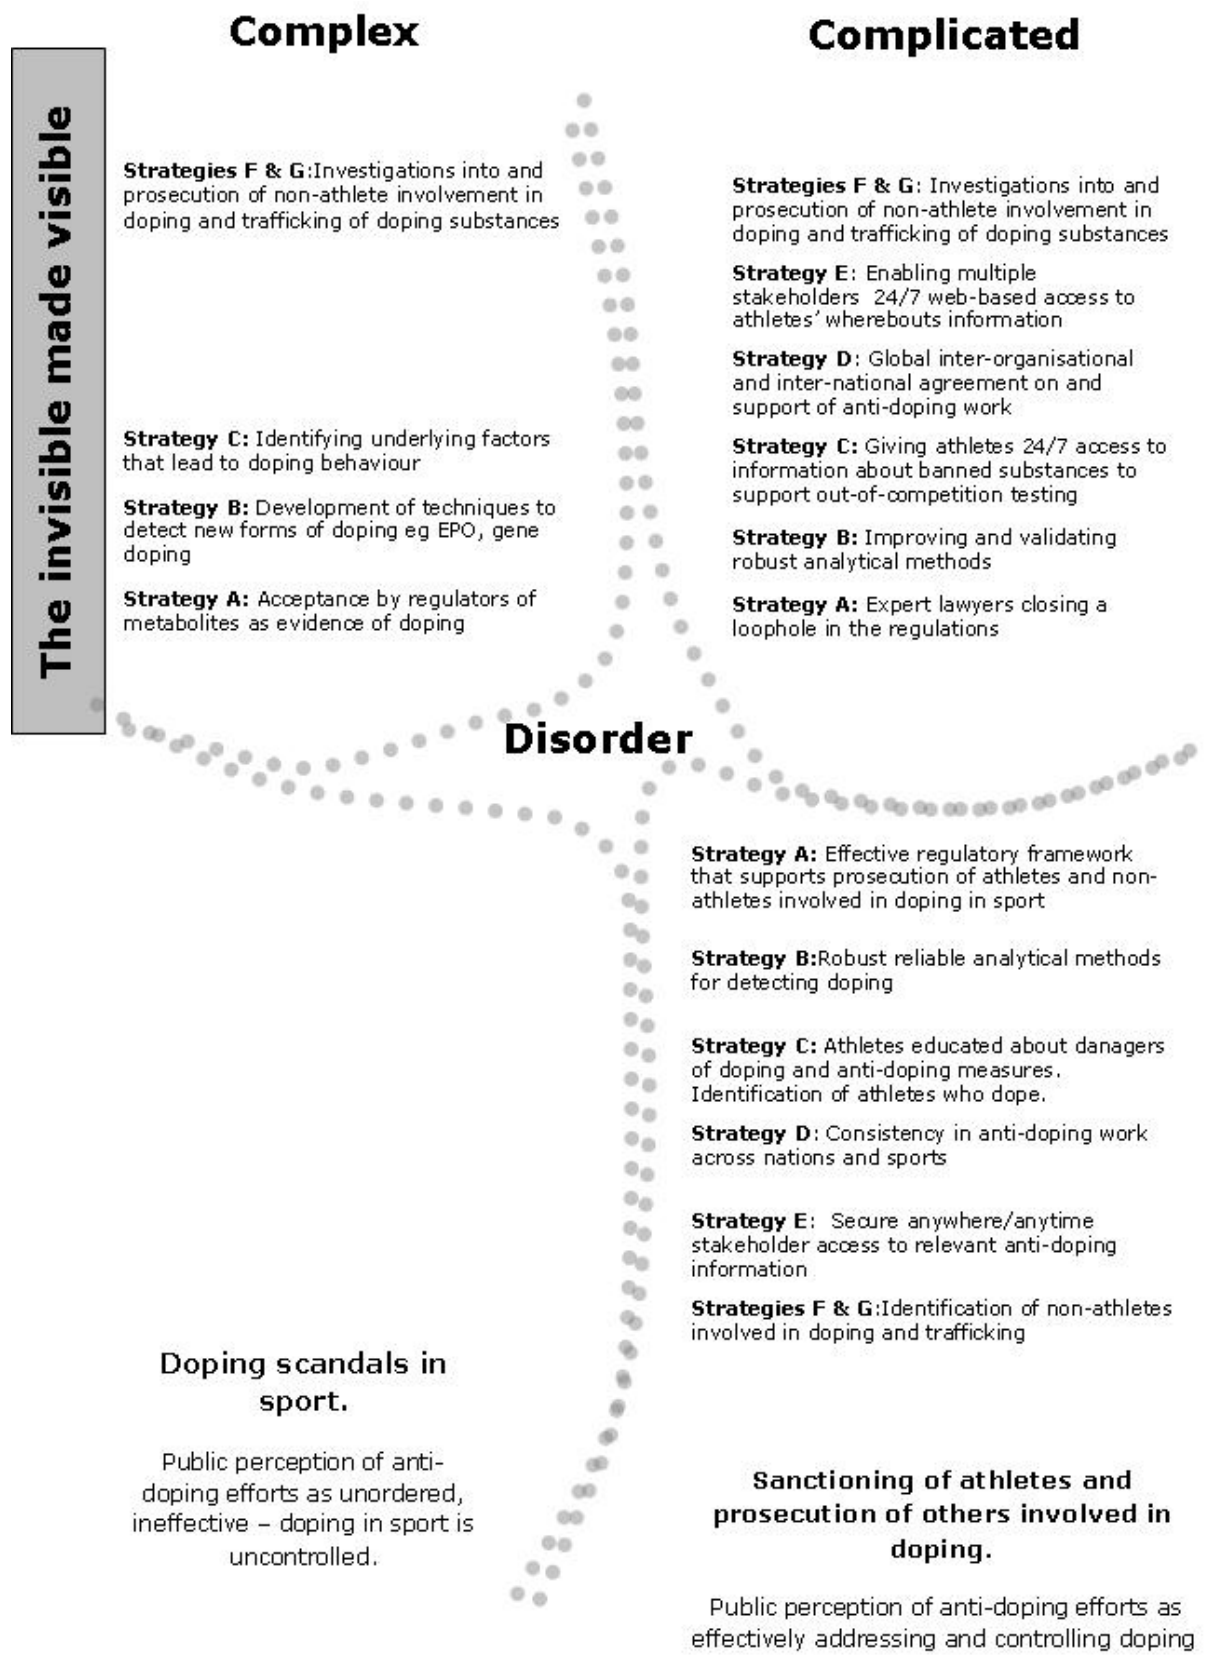 Complex
Complicated
The invisible made visible
Strategies F & G:Investigations into and
prosecution of non-athlete involvement in
doping and trafficking of doping substances
Strategy C: Identifying underlying factors
that lead to doping behaviour
Strategy B: Development of techniques to
detect new forms of doping eg EPO, gene
doping
Strategy A: Acceptance by regulators of
metabolites as evidence of doping
Strategies F & G: Investigations into and
prosecution of non-athlete involvement in
doping and trafficking of doping substances
Strategy E: Enabling multiple
stakeholders 24/7 web-based access to
athletes’ wherebouts information
Strategy D: Global inter-organisational
and inter-national agreement on and
support of anti-doping work
Strategy C: Giving athletes 24/7 access to
information about banned substances to
support out-of-competition testing
Strategy B: Improving and validating
robust analytical methods
Strategy A: Expert lawyers closing a
loophole in the regulations
Disorder
Strategy A: Effective regulatory framework
that supports prosecution of athletes and non-
athletes involved in doping in sport
Strategy B:Robust reliable analytical methods
for detecting doping
Strategy C: Athletes educated about danagers
of doping and anti-doping measures.
Identification of athletes who dope.
Strategy D: Consistency in anti-doping work
across nations and sports
Strategy E: Secure anywhere/anytime
stakeholder access to relevant anti-doping
information
Strategies F & G:Identification of non-athletes
involved in doping and trafficking
Doping scandals in
sport.
Public perception of anti-
doping efforts as unordered,
ineffective – doping in sport is
uncontrolled.
Sanctioning of athletes and
prosecution of others involved in
doping.
Public perception of anti-doping efforts as
effectively addressing and controlling doping